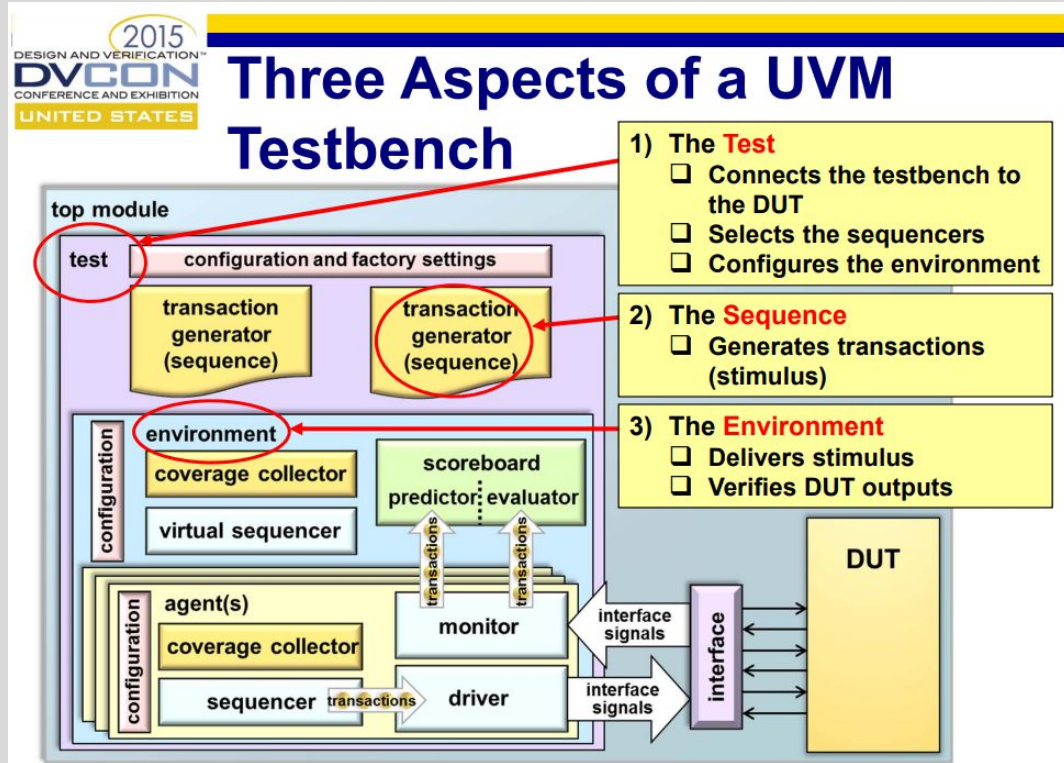 2015
DESIGN AND VERIFICATION™
DVCON
CONFERENCE AND EXHIBITION
UNITED STATES
Three Aspects of a UVM
Testbench
1) The Test
❑ Connects the testbench to
the DUT
❑ Selects the sequencers
❑ Configures the environment
2) The Sequence
❑ Generates transactions
(stimulus)
3) The Environment
❑ Delivers stimulus
❑ Verifies DUT outputs
top module
test
configuration and factory settings
transaction
generator
(sequence)
transaction
generator
(sequence)
configuration
environment
coverage collector
virtual sequencer
scoreboard
predictor
evaluator
transactions
transactions
configuration
agent(s)
coverage collector
sequencer
transactions
monitor
driver
interface
signals
interface
signals
interface
DUT